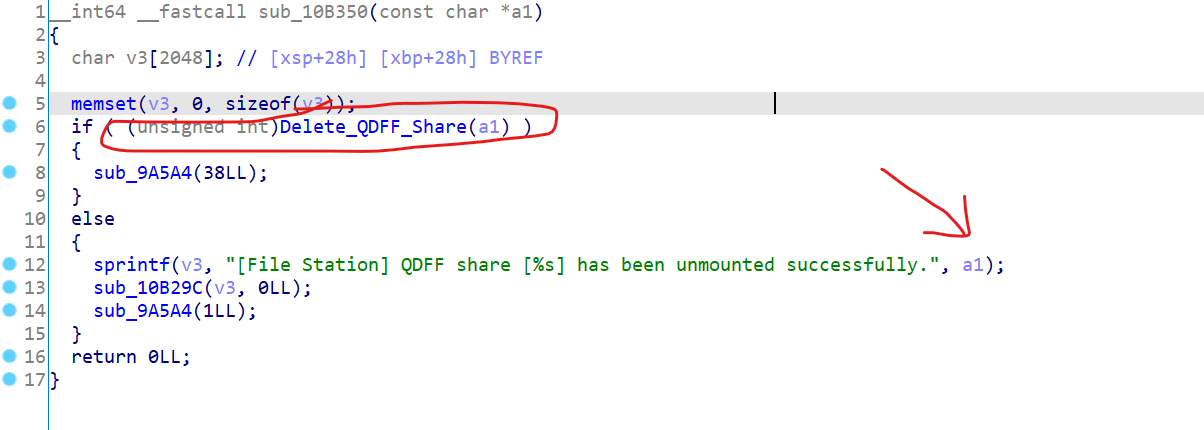 1 __int64 __fastcall sub_10B350(const char *a1)
2 {
3 char v3[2048]; // [xsp+28h] [xbp+28h] BYREF
4
5 memset(v3, 0, sizeof(v3));
6 if ( (unsigned int)Delete_QDFF_Share(a1) )
7 {
8 sub_9A5A4(38LL);
9 }
10 else
11 {
12 sprintf(v3, "[File Station] QDFF share [%s] has been unmounted successfully.", a1);
13 sub_10B29C(v3, 0LL);
14 sub_9A5A4(1LL);
15 }
16 return 0LL;
17 }